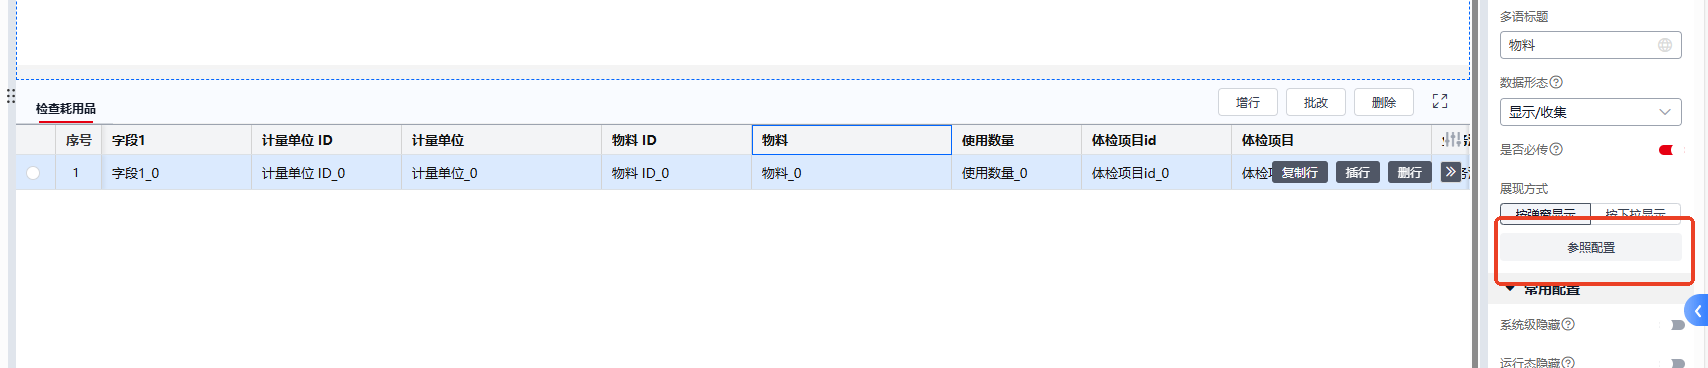 检查耗用品
增行 批改 删除
序号 字段1 计量单位 ID 计量单位 物料 ID 物料 使用数量 体检项目id 体检项目
1 字段1_0 计量单位 ID_0 计量单位_0 物料 ID_0 物料_0 使用数量_0 体检项目id_0 体检项
复制行 插行 删行
多语标题
物料
数据形态
显示/收集
是否必传
展现方式
按弹窗显示 按下拉显示
参照配置
常用配置
系统级隐藏
运行态隐藏